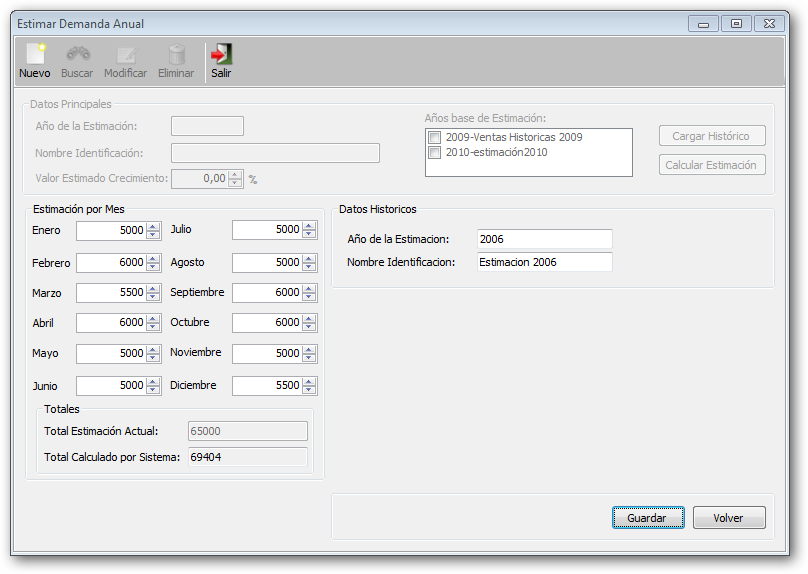 Estimar Demanda Anual
Nuevo Buscar Modificar Eliminar Salir
Datos Principales
Año de la Estimación:
Nombre Identificación:
Valor Estimado Crecimiento: 0,00 %
Años base de Estimación:
2009-Ventas Historicas 2009
2010-estimación2010
Cargar Histórico
Calcular Estimación
Estimación por Mes
Enero 5000 Julio 5000
Febrero 6000 Agosto 5000
Marzo 5500 Septiembre 6000
Abril 6000 Octubre 6000
Mayo 5000 Noviembre 5000
Junio 5000 Diciembre 5500
Totales
Total Estimación Actual: 65000
Total Calculado por Sistema: 69404
Datos Historicos
Año de la Estimacion: 2006
Nombre Identificacion: Estimacion 2006
Guardar Volver